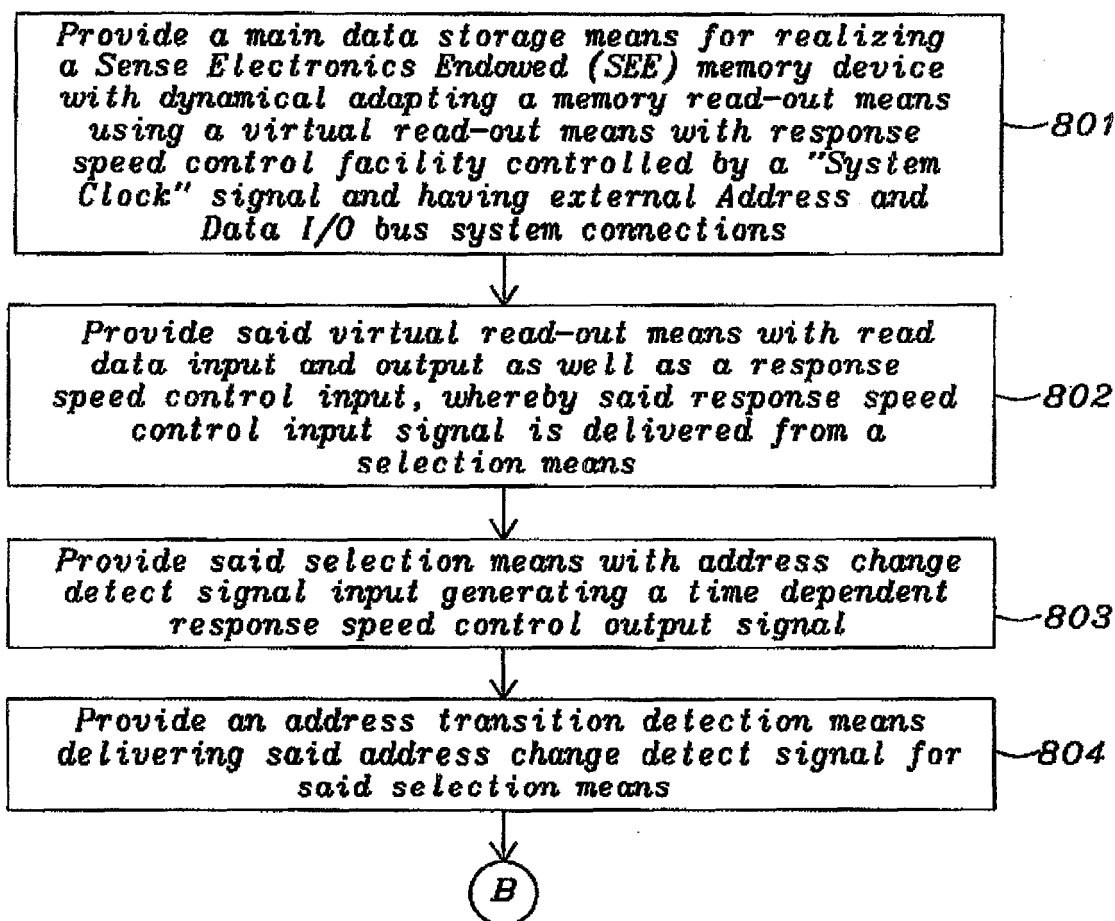 Provide a main data storage means for realizing
a Sense Electronics Endowed (SEE) memory device
with dynamical adapting a memory read-out means
using a virtual read-out means with response
speed control facility controlled by a "System
Clock" signal and having external Address and
Data I/O bus system connections
801
Provide said virtual read-out means with read
data input and output as well as a response
speed control input, whereby said response speed
control input signal is delivered from a
selection means
802
Provide said selection means with address change
detect signal input generating a time dependent
response speed control output signal
803
Provide an address transition detection means
delivering said address change detect signal for
said selection means
804
B